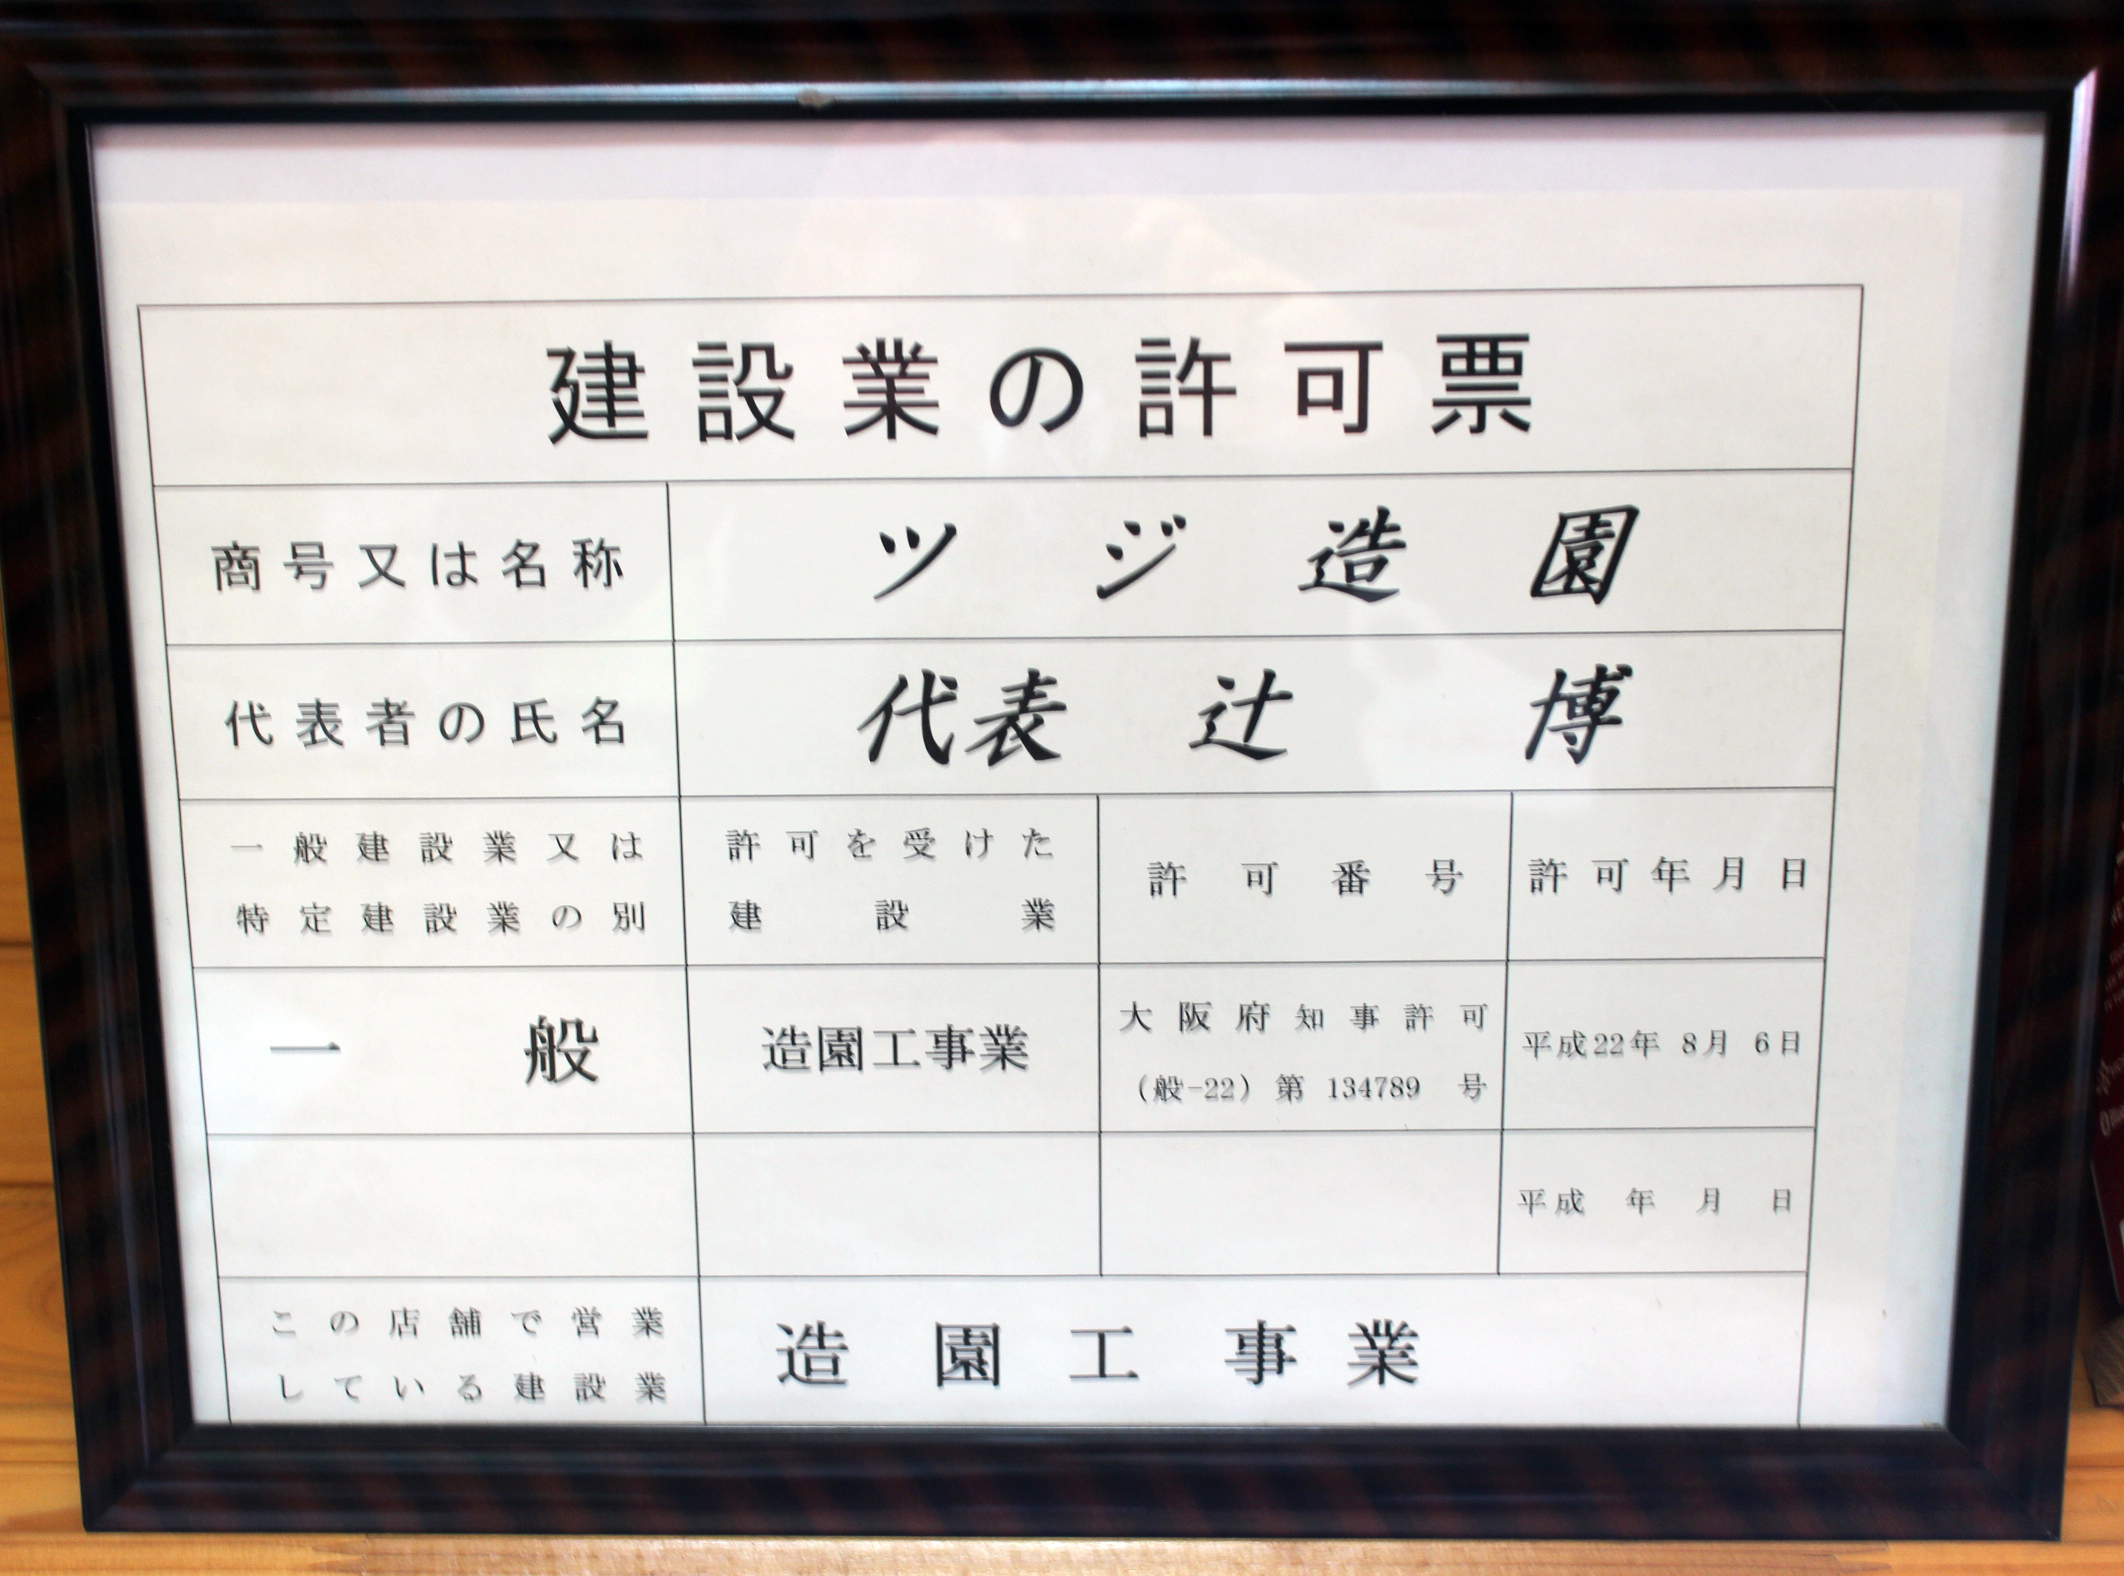 建設業の許可票
商号又は名称
ツジ造園
代表者の氏名
代表 辻 博
一般建設業又は
特定建設業の別
許可を受けた
建設業
許可番号
許可年月日
一般
造園工事業
大阪府知事許可
(般-22)第 134789 号
平成22年 8月 6日
平成 年 月 日
この店舗で営業
している建設業
造園工事業